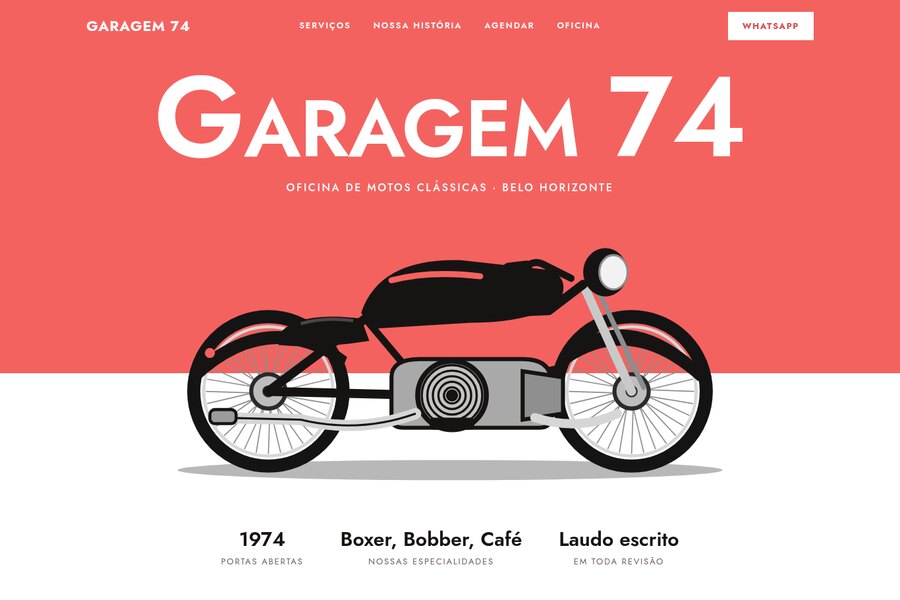 GARAGEM 74
SERVIÇOS NOSSA HISTÓRIA AGENDAR OFICINA
WHATSAPP
GARAGEM 74
OFICINA DE MOTOS CLÁSSICAS · BELO HORIZONTE
1974 Boxer, Bobber, Café Laudo escrito
PORTAS ABERTAS NOSSAS ESPECIALIDADES EM TODA REVISÃO